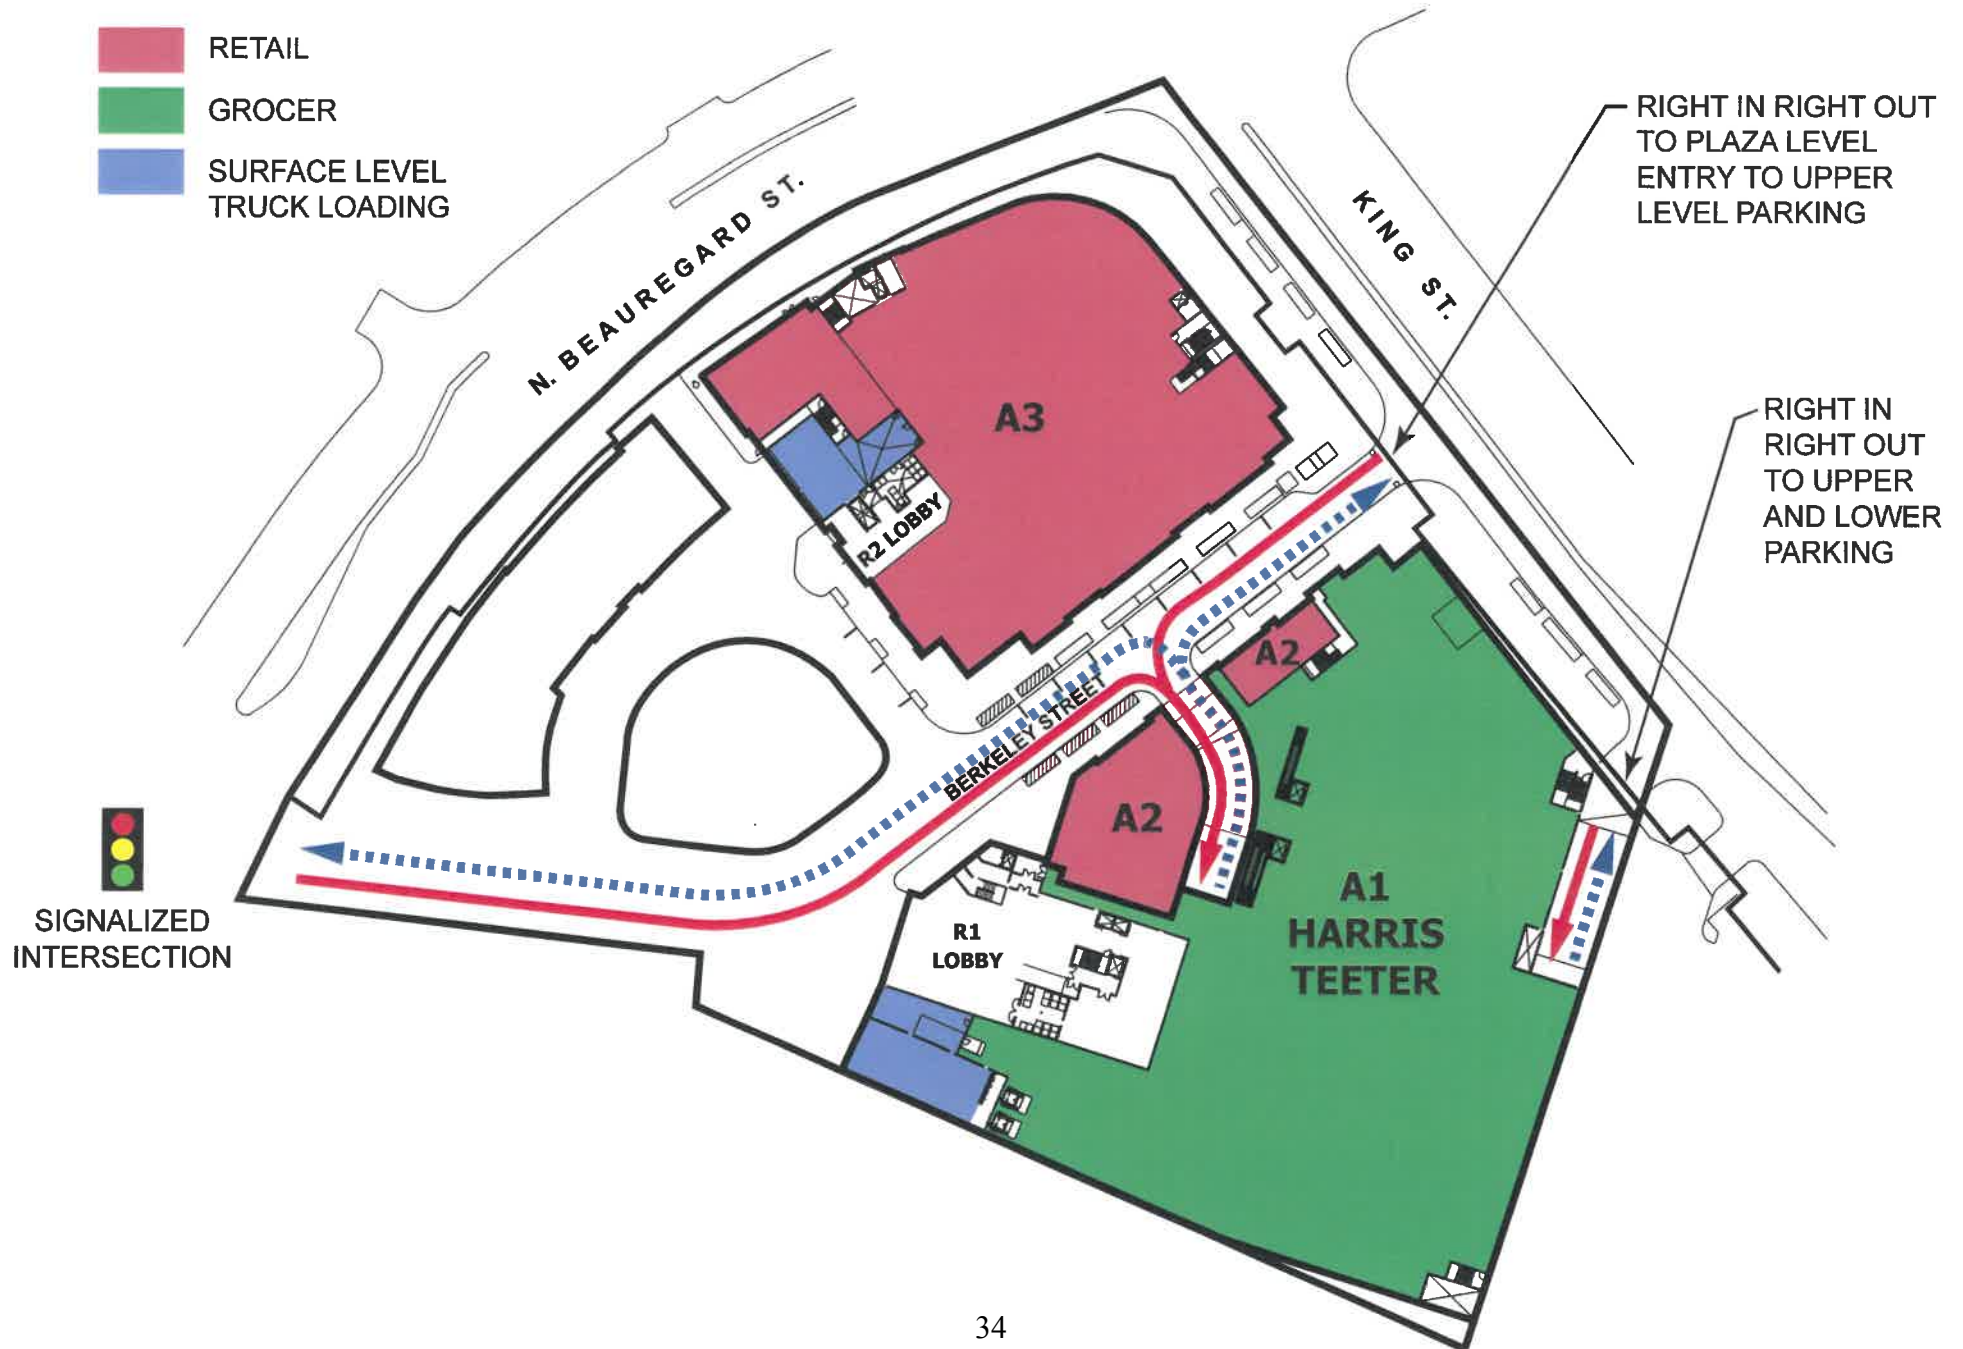 RETAIL
GROCER
SURFACE LEVEL
TRUCK LOADING
N. BEAUREGARD ST.
KING ST.
RIGHT IN RIGHT OUT
TO PLAZA LEVEL
ENTRY TO UPPER
LEVEL PARKING
RIGHT IN
RIGHT OUT
TO UPPER
AND LOWER
PARKING
A3
R2 LOBBY
A2
BERKELEY STREET
A2
A1
HARRIS
TEETER
R1
LOBBY
SIGNALIZED
INTERSECTION
34